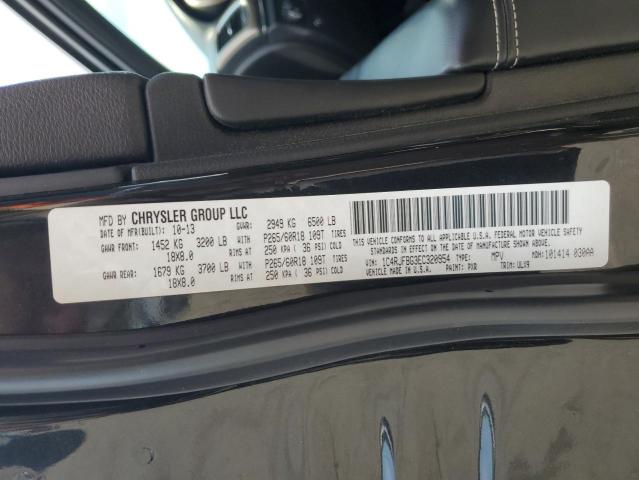 MFD BY CHRYSLER GROUP LLC
DATE OF MFR(BUILT): 10-13 GVWR: 2949 KG 6500 LB
GAWR FRONT: 1452 KG 3200 LB P265/60R18 109T TIRES
18X8.0 RIMS AT 250 KPA ( 36 PSI) COLD
GAWR REAR: 1679 KG 3700 LB P265/60R18 109T TIRES
18X8.0 RIMS AT 250 KPA ( 36 PSI) COLD
THIS VEHICLE CONFORMS TO ALL APPLICABLE U.S.A. FEDERAL MOTOR VEHICLE SAFETY
STANDARDS IN EFFECT ON THE DATE OF MANUFACTURE SHOWN ABOVE.
VIN: 1C4RJFBG3EC320954 TYPE: MPV MDH: 101414 030AA
PAINT: PXR TRIM: ULX9
MADE IN U.S.A.